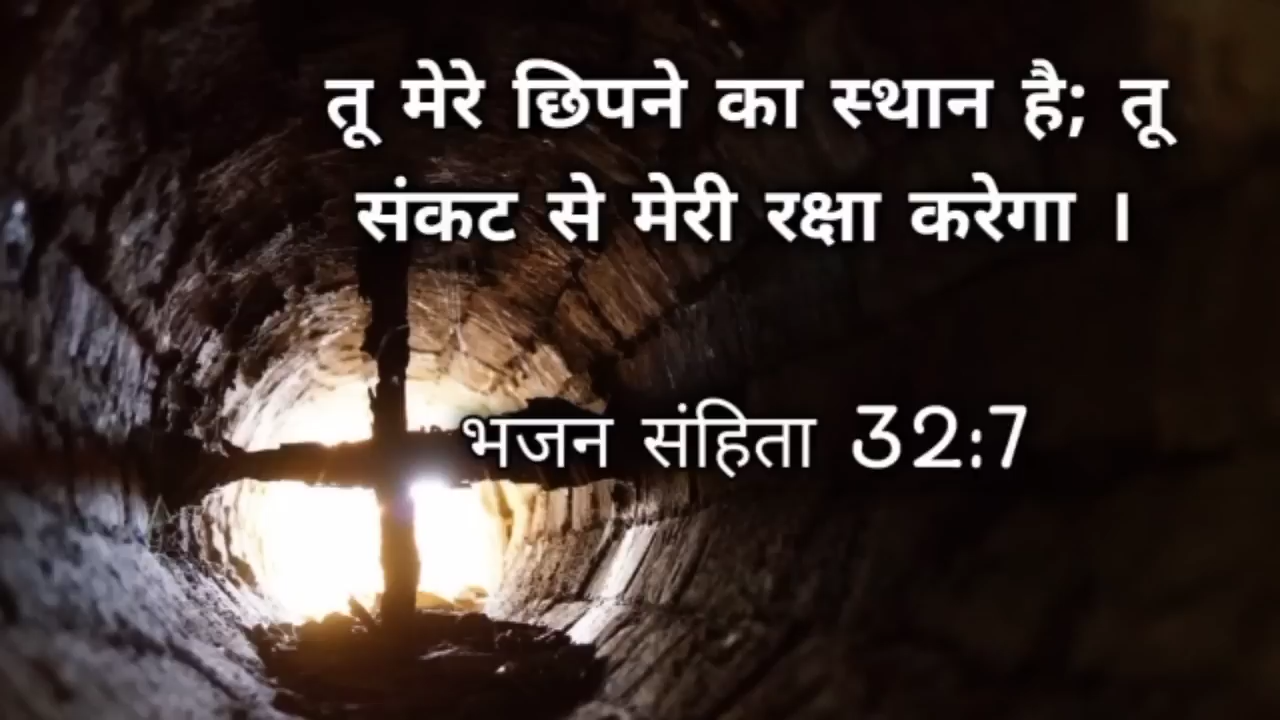 तू मेरे छिपने का स्थान है; तू
संकट से मेरी रक्षा करेगा ।
भजन संहिता 32:7